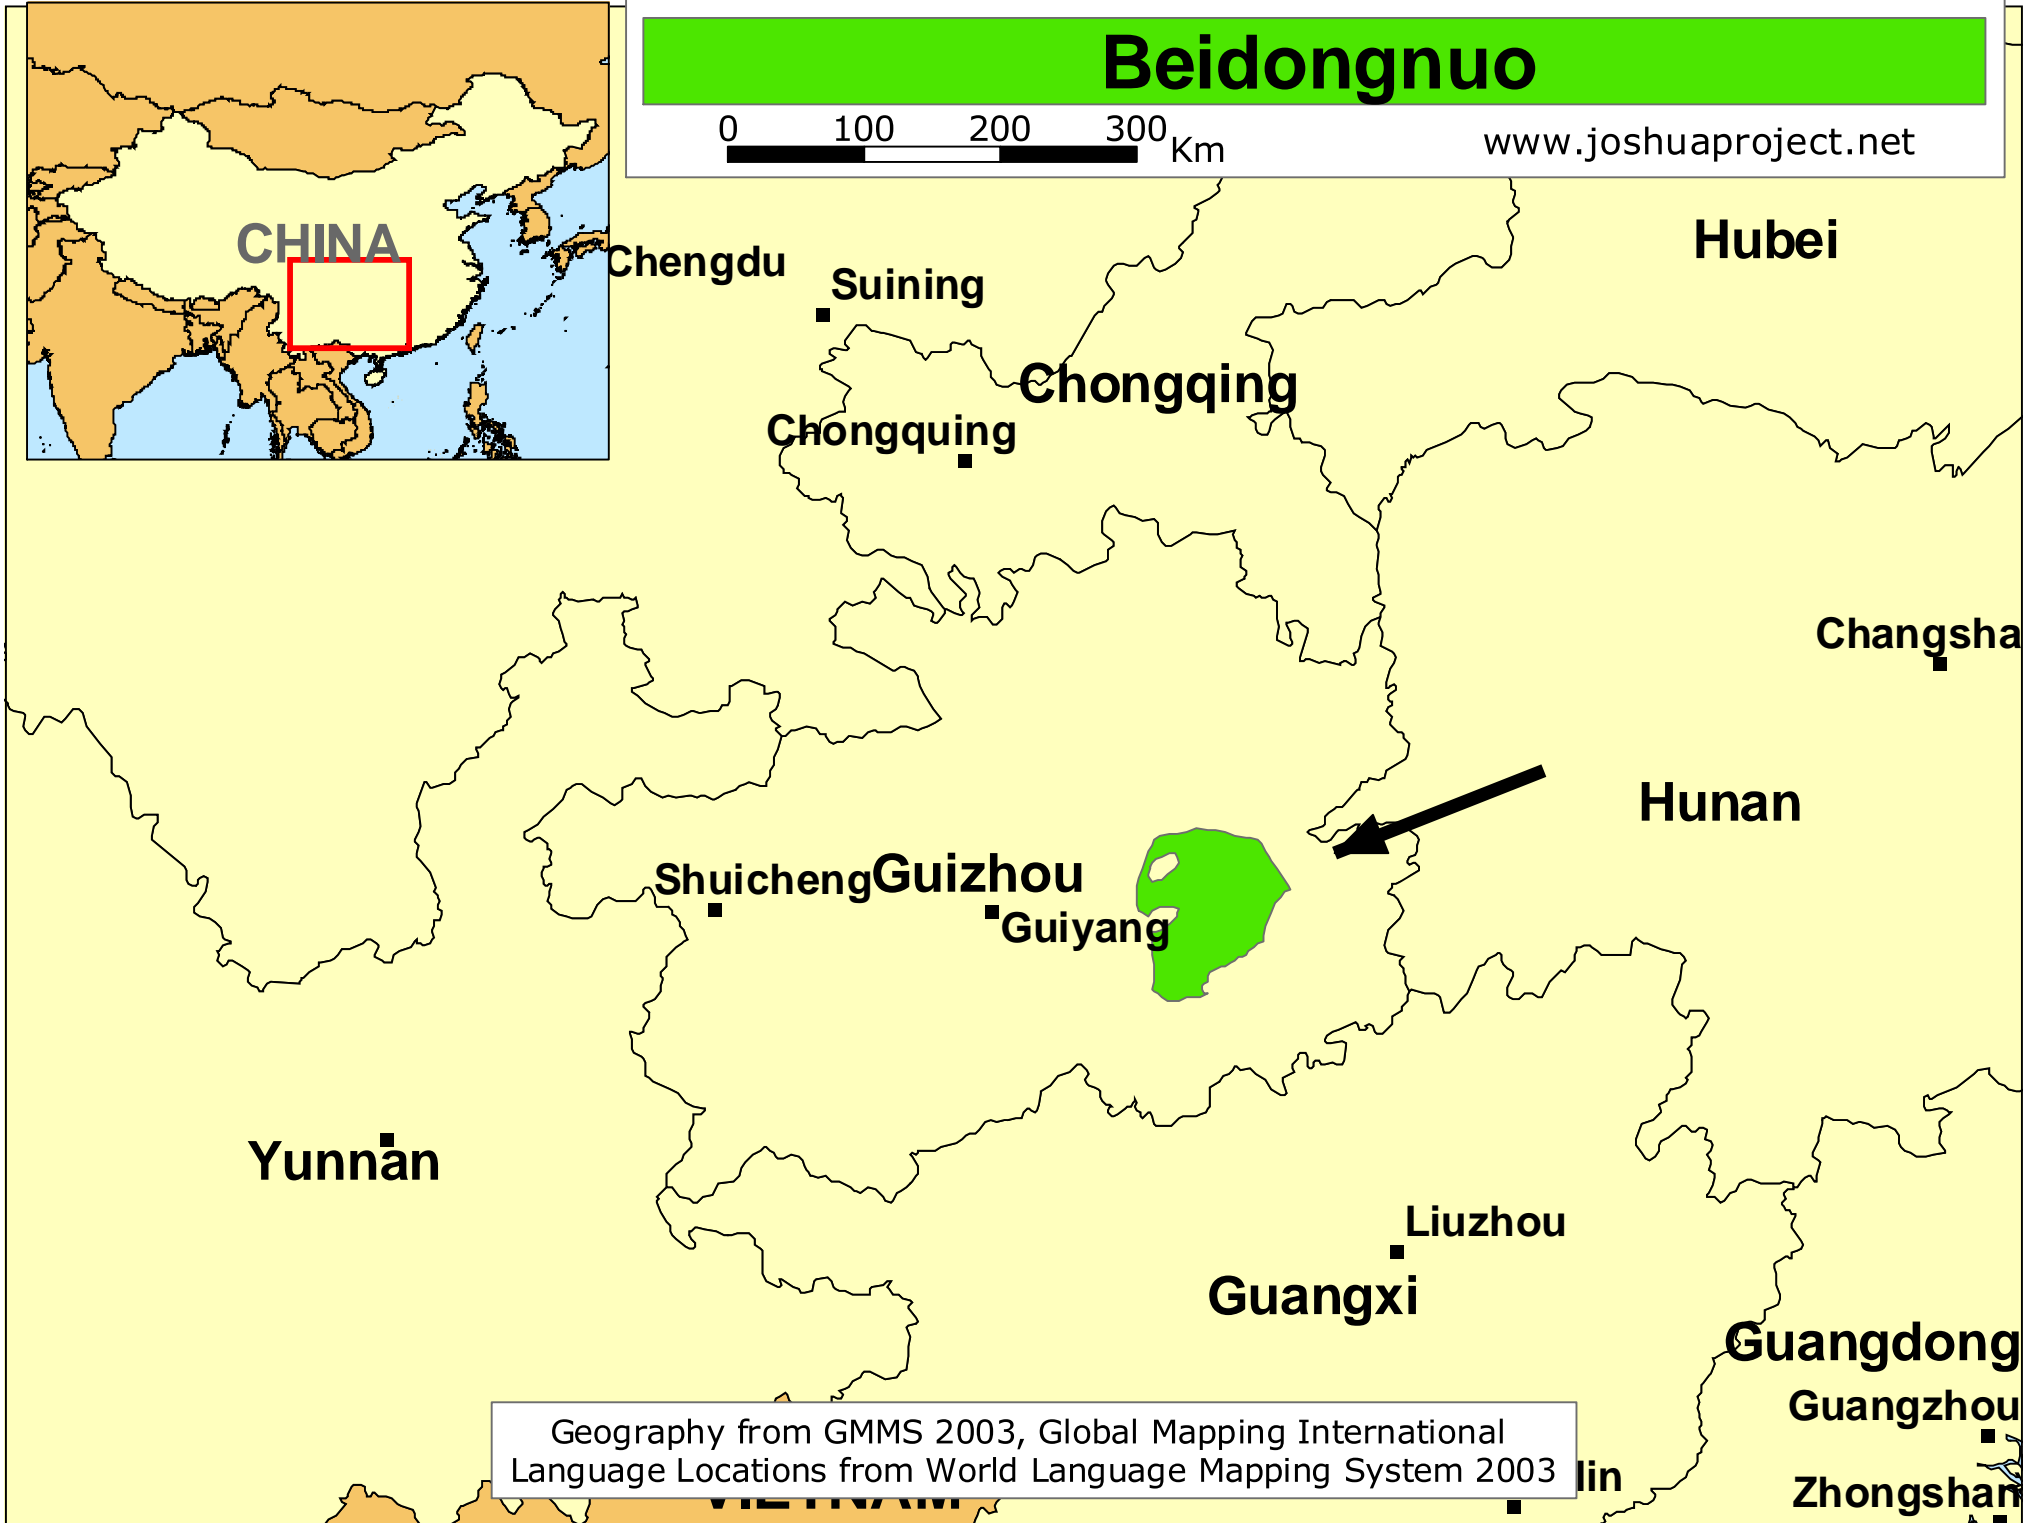 Beidongnuo
0 100 200 300 Km
www.joshuaproject.net
CHINA
Hubei
Chengdu
Suining
Chongqing
Chongquing
Changsha
Hunan
Shuicheng
Guizhou
Guiyang
Yunnan
Liuzhou
Guangxi
Guangdong
Guangzhou
Geography from GMMS 2003, Global Mapping International
Language Locations from World Language Mapping System 2003
lin
Zhongshan
VIETNAM